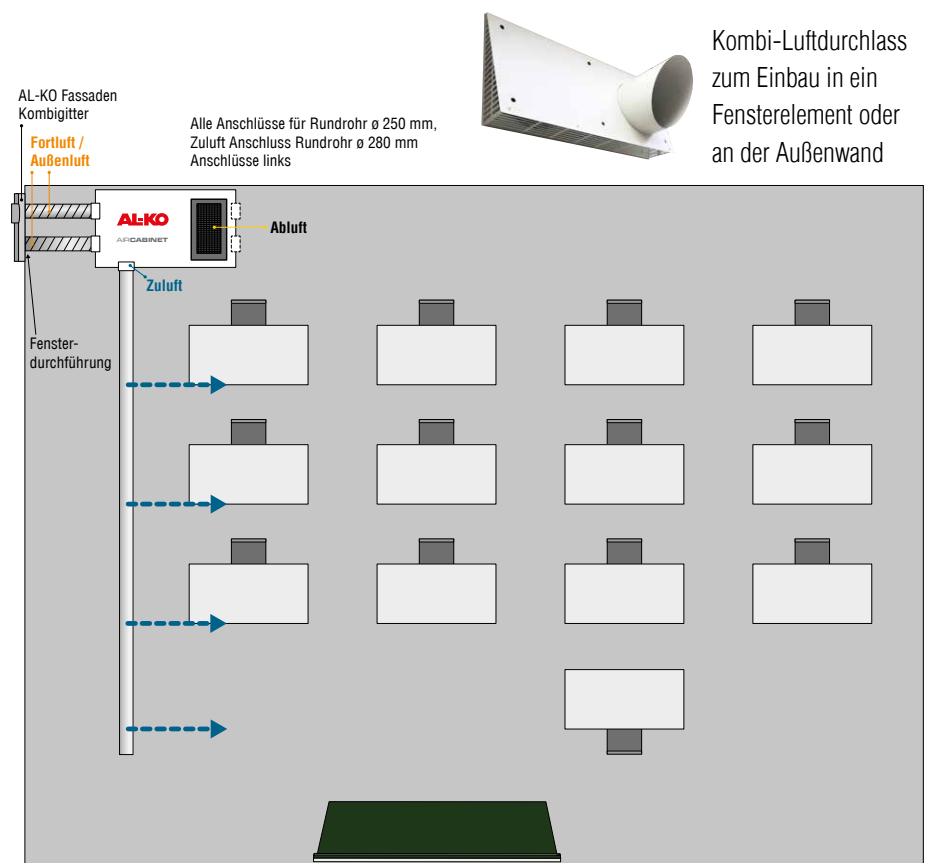 Kombi-Luftdurchlass
zum Einbau in ein
Fensterelement oder
an der Außenwand
AL-KO Fassaden
Kombigitter
Fortluft /
Außenluft
Alle Anschlüsse für Rundrohr ø 250 mm,
Zuluft Anschluss Rundrohr ø 280 mm
Anschlüsse links
AL-KO
AIRCABINET
Abluft
Zuluft
Fenster-
durchführung